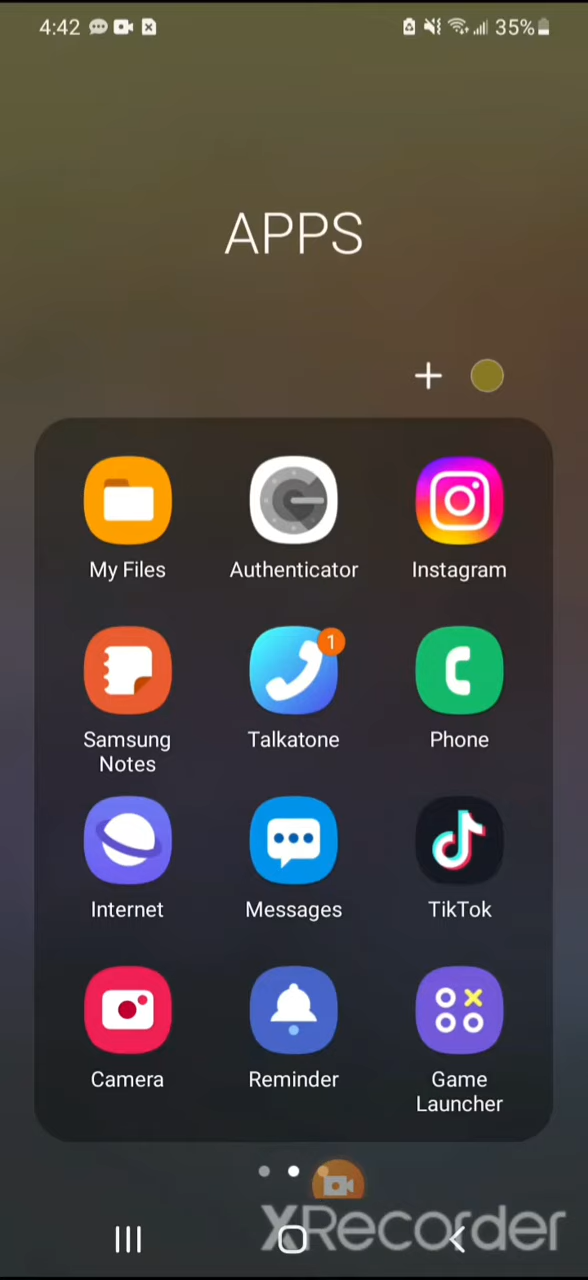 4:42
35%
APPS
My Files
Authenticator
Instagram
1
Samsung
Notes
Talkatone
Phone
Internet
Messages
TikTok
Camera
Reminder
Game
Launcher
XRecorder